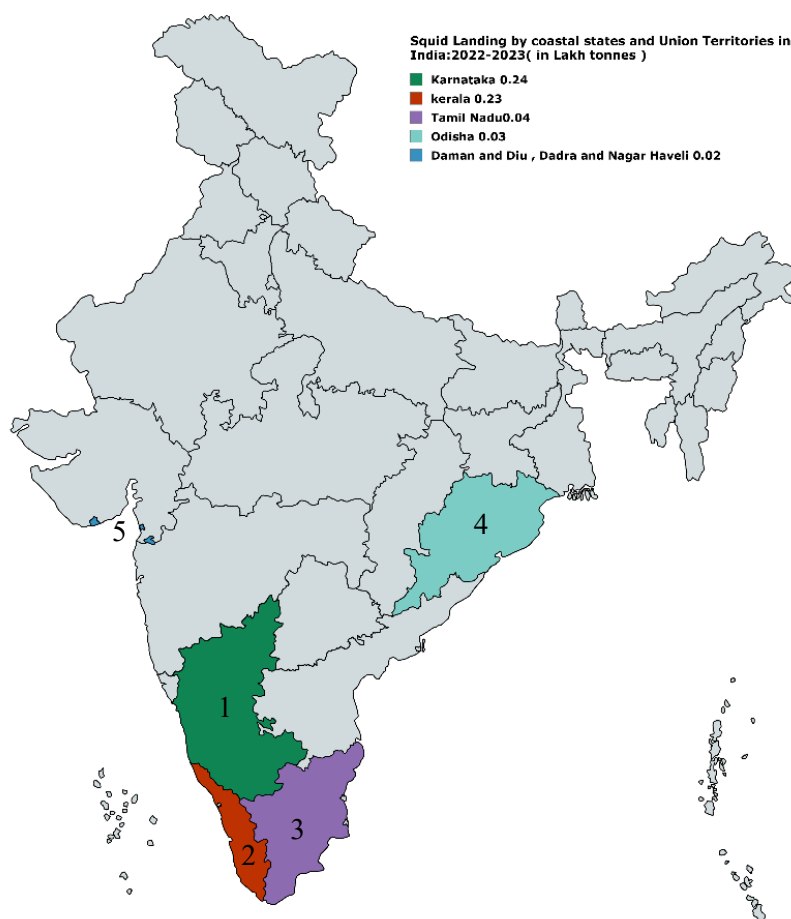 Squid Landing by coastal states and Union Territories in
India:2022-2023( in Lakh tonnes )
Karnataka 0.24
kerala 0.23
Tamil Nadu0.04
Odisha 0.03
Daman and Diu , Dadra and Nagar Haveli 0.02
4
5
1
3
2